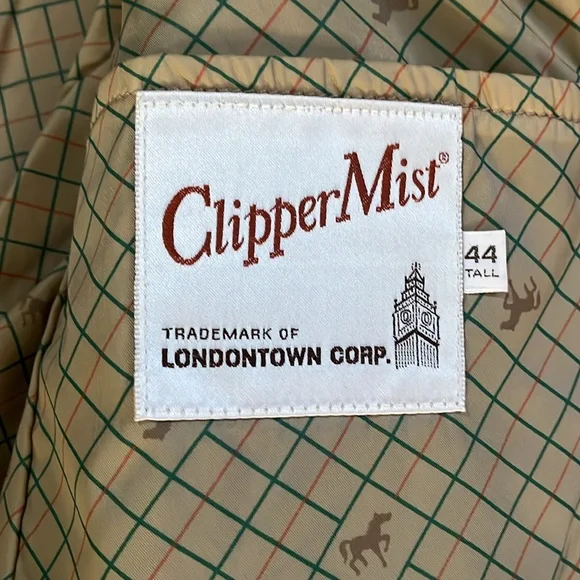 ClipperMist®
44
TALL
TRADEMARK OF
LONDONTOWN CORP.